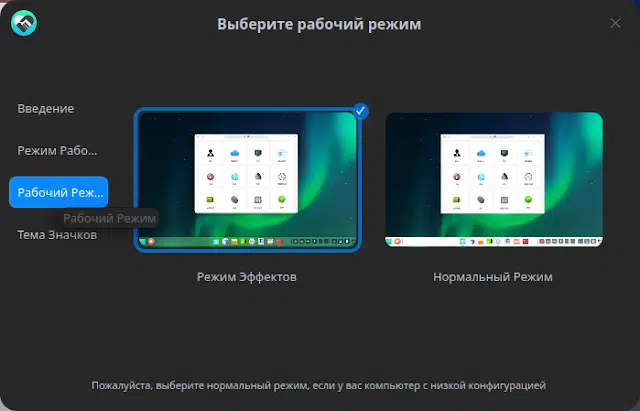 Выберите рабочий режим
Введение
Режим Рабо...
Рабочий Реж...
Рабочий Режим
Тема Значков
Режим Эффектов
Нормальный Режим
Пожалуйста, выберите нормальный режим, если у вас компьютер с низкой конфигурацией